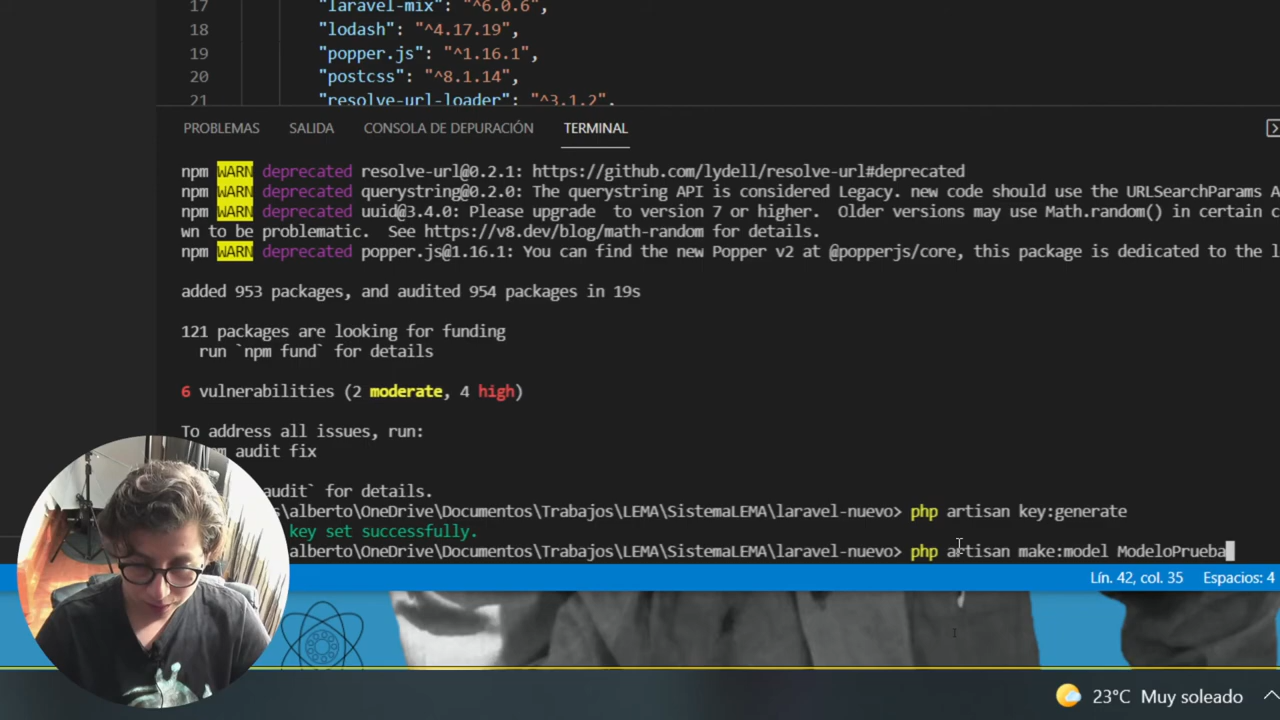 17 "laravel-mix": "^6.0.6",
18 "lodash": "^4.17.19",
19 "popper.js": "^1.16.1",
20 "postcss": "^8.1.14",
21 "resolve-url-loader": "^3.1.2",
PROBLEMAS SALIDA CONSOLA DE DEPURACIÓN TERMINAL
npm WARN deprecated resolve-url@0.2.1: https://github.com/lydell/resolve-url#deprecated
npm WARN deprecated querystring@0.2.0: The querystring API is considered Legacy. new code should use the URLSearchParams A
npm WARN deprecated uuid@3.4.0: Please upgrade  to version 7 or higher.  Older versions may use Math.random() in certain c
wn to be problematic.  See https://v8.dev/blog/math-random for details.
npm WARN deprecated popper.js@1.16.1: You can find the new Popper v2 at @popperjs/core, this package is dedicated to the l
added 953 packages, and audited 954 packages in 19s
121 packages are looking for funding
run `npm fund` for details
6 vulnerabilities (2 moderate, 4 high)
To address all issues, run:
audit fix
audit` for details.
\alberto\OneDrive\Documentos\Trabajos\LEMA\SistemaLEMA\laravel-nuevo> php artisan key:generate
key set successfully.
\alberto\OneDrive\Documentos\Trabajos\LEMA\SistemaLEMA\laravel-nuevo> php artisan make:model ModeloPrueba
Lín. 42, col. 35 Espacios: 4
23°C Muy soleado